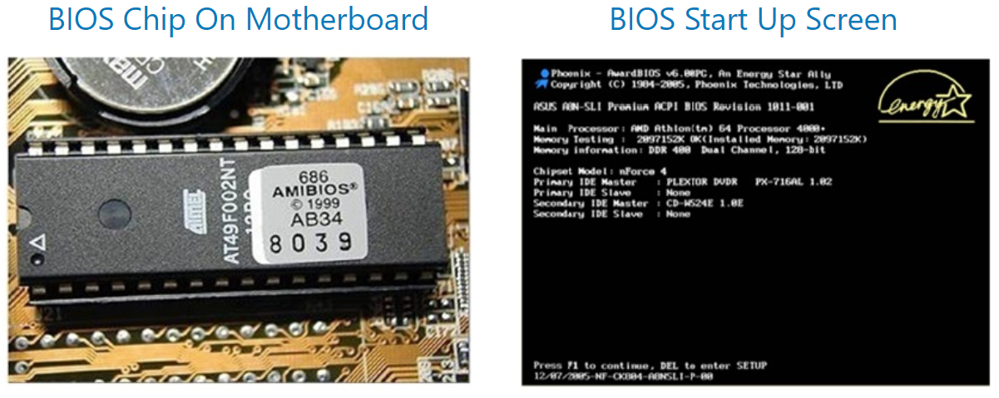 BIOS Chip On Motherboard
BIOS Start Up Screen
ATMEL
AT49F002NT
686
AMIBIOS®
© 1999
AB34
8039
Phoenix - AwardBIOS v6.00PG, An Energy Star Ally
Copyright (C) 1984-2005, Phoenix Technologies, LTD
energy
ASUS A8N-SLI Premium ACPI BIOS Revision 1011-001
Main Processor: AMD Athlon(tm) 64 Processor 4000+
Memory Testing : 2097152K OK(Installed Memory: 2097152K)
Memory information: DDR 400 Dual Channel, 128-bit
Chipset Model: nForce 4
Primary IDE Master : PLEXTOR DVDR PX-716AL 1.02
Primary IDE Slave : None
Secondary IDE Master : CD-W524E 1.0E
Secondary IDE Slave : None
Press F1 to continue, DEL to enter SETUP
12/07/2005-NF-CK804-A8NSLI-P-00